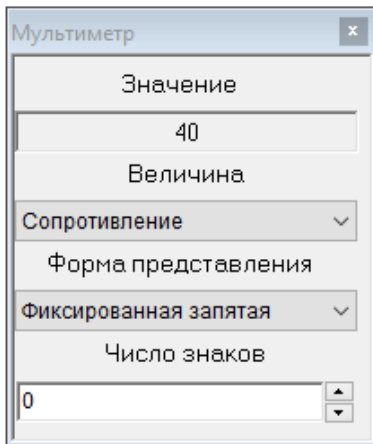 Мультиметр
x
Значение
40
Величина
Сопротивление
Форма представления
Фиксированная запятая
Число знаков
0